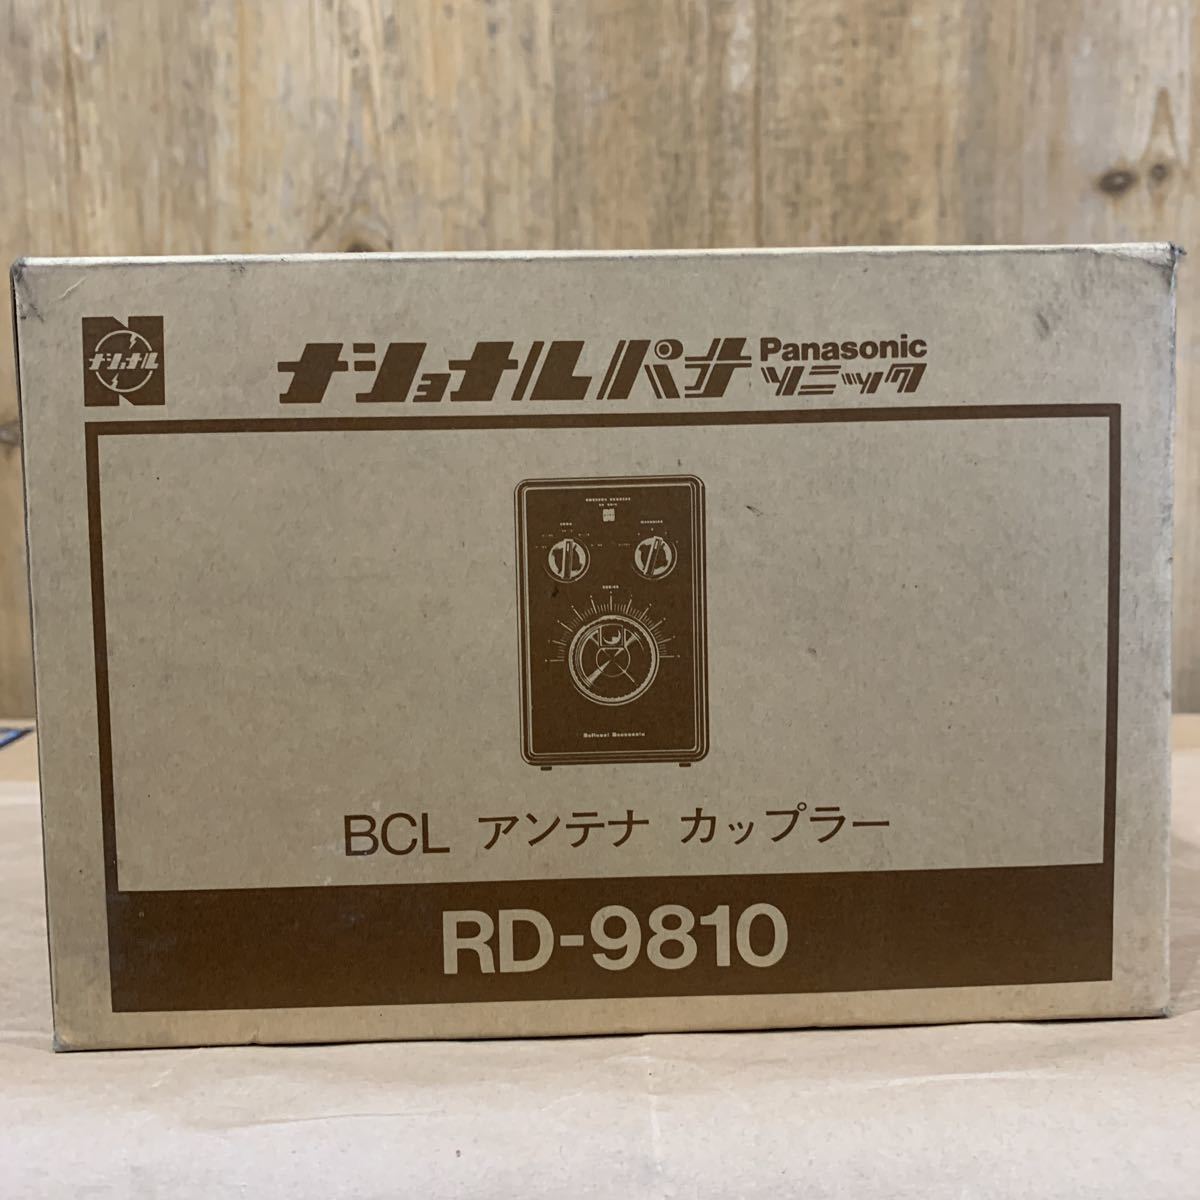 ナショナル
ナショナルパナソニック
Panasonic
BCL アンテナ カップラー
RD-9810